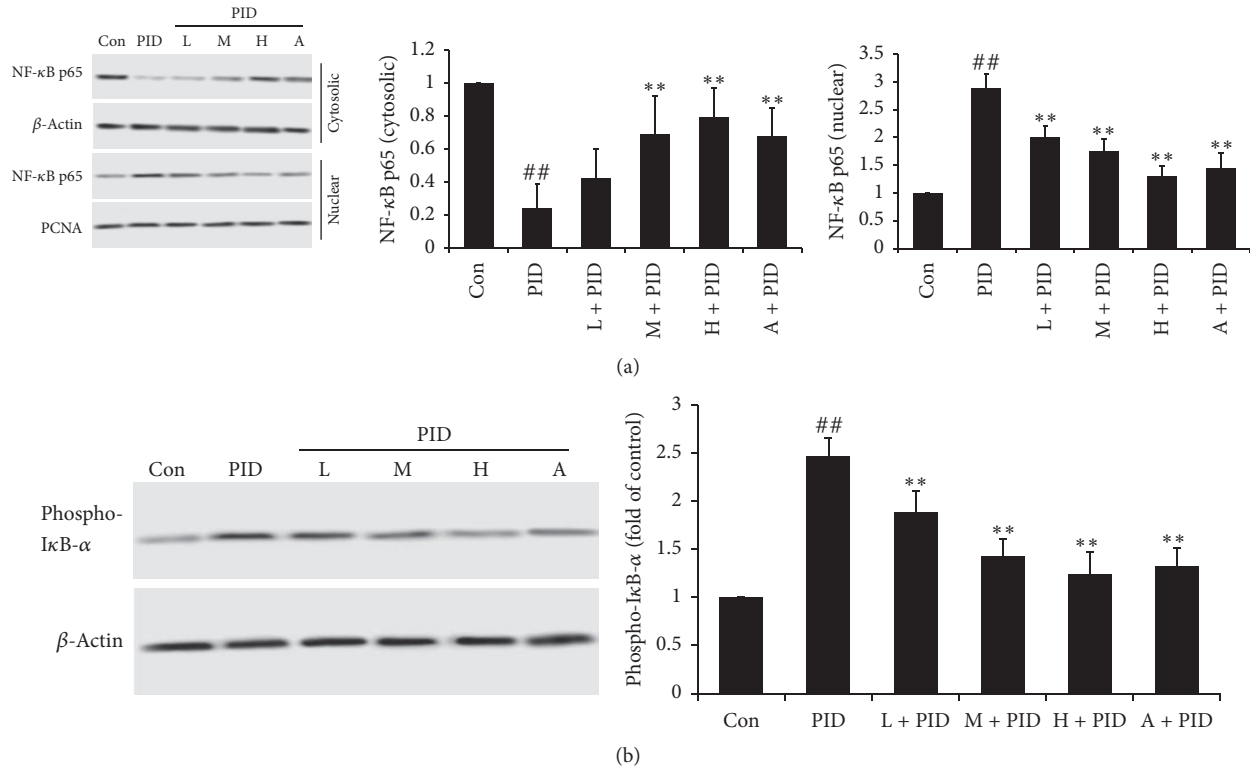 PID
Con PID L M H A
NF-κB p65
β-Actin
Cytosolic
NF-κB p65
PCNA
Nuclear
NF-κB p65 (cytosolic)
1.2
1
0.8
0.6
0.4
0.2
0
##
**
**
**
Con
PID
L + PID
M + PID
H + PID
A + PID
NF-κB p65 (nuclear)
3.5
3
2.5
2
1.5
1
0.5
0
##
**
**
**
**
Con
PID
L + PID
M + PID
H + PID
A + PID
(a)
PID
Con PID L M H A
Phospho-
IκB-α
β-Actin
Phospho-IκB-α (fold of control)
3
2.5
2
1.5
1
0.5
0
##
**
**
**
**
Con PID L + PID M + PID H + PID A + PID
(b)